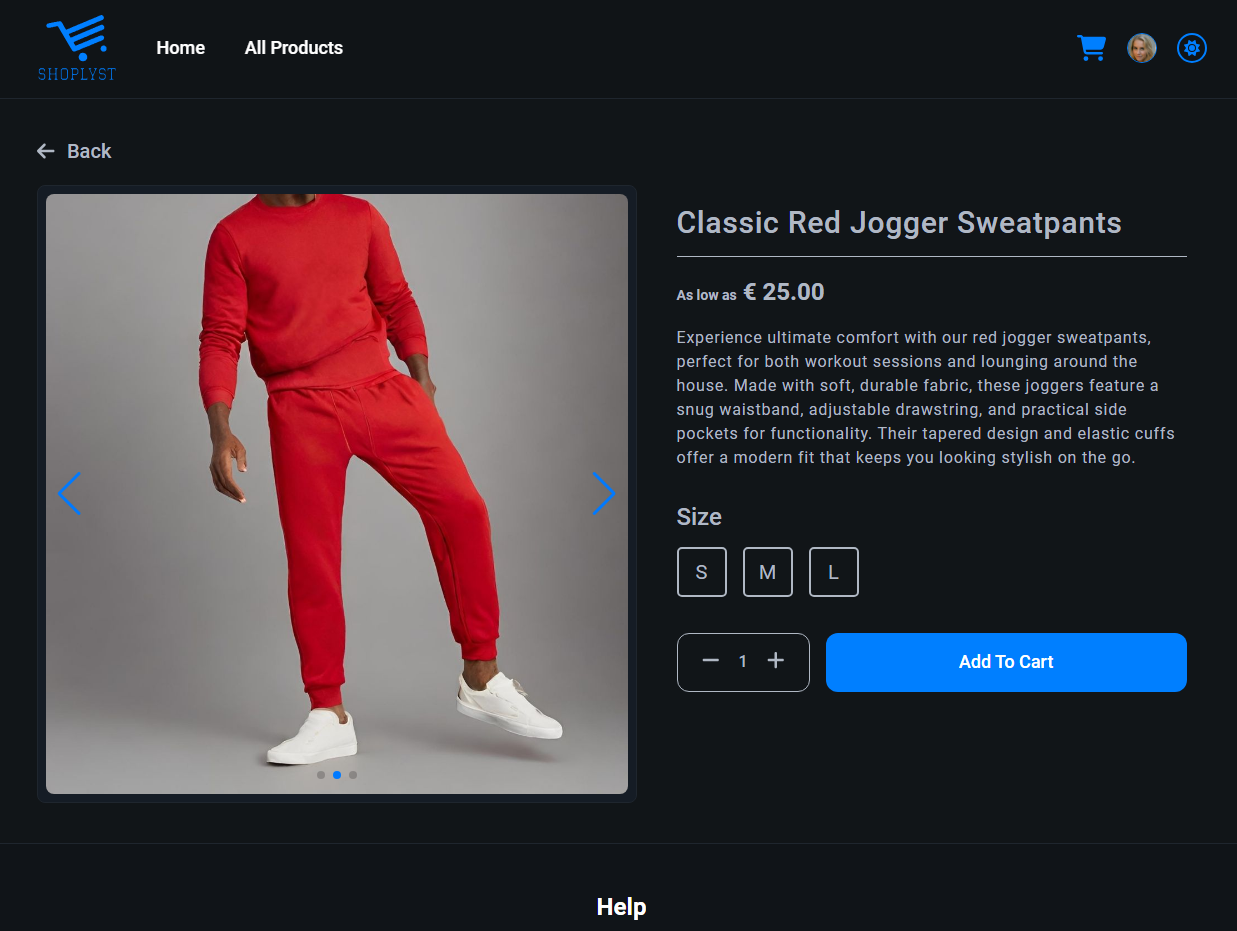 SHOPLYST
Home
All Products
Back
Classic Red Jogger Sweatpants
As low as € 25.00
Experience ultimate comfort with our red jogger sweatpants,
perfect for both workout sessions and lounging around the
house. Made with soft, durable fabric, these joggers feature a
snug waistband, adjustable drawstring, and practical side
pockets for functionality. Their tapered design and elastic cuffs
offer a modern fit that keeps you looking stylish on the go.
Size
S M L
1
Add To Cart
Help